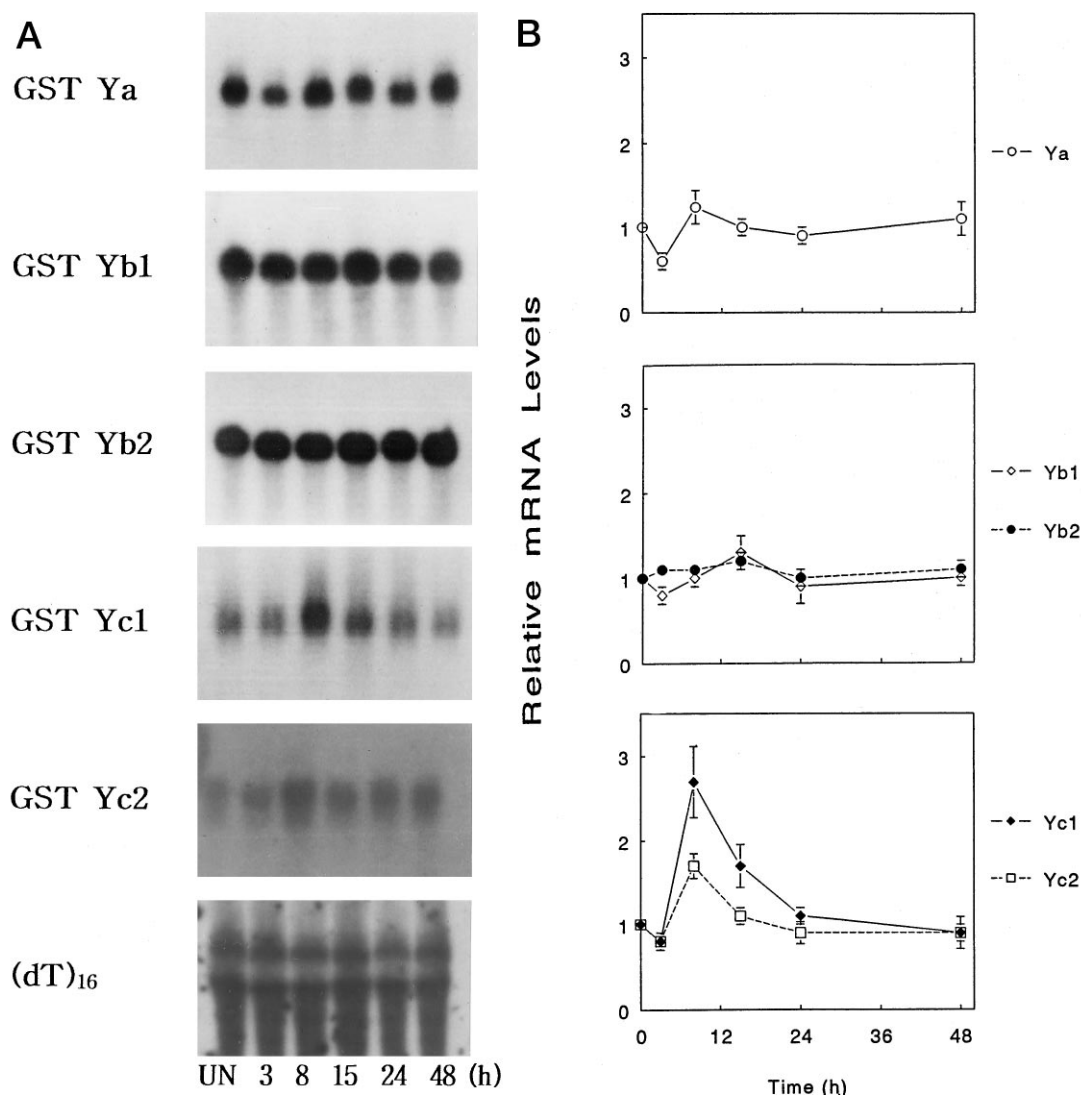 A
GST Ya
GST Yb1
GST Yb2
GST Yc1
GST Yc2
(dT)16
UN 3 8 15 24 48 (h)
B
Relative mRNA Levels
3
2
1
0
Ya
3
2
1
0
Yb1
Yb2
3
2
1
0
Yc1
Yc2
0 12 24 36 48
Time (h)